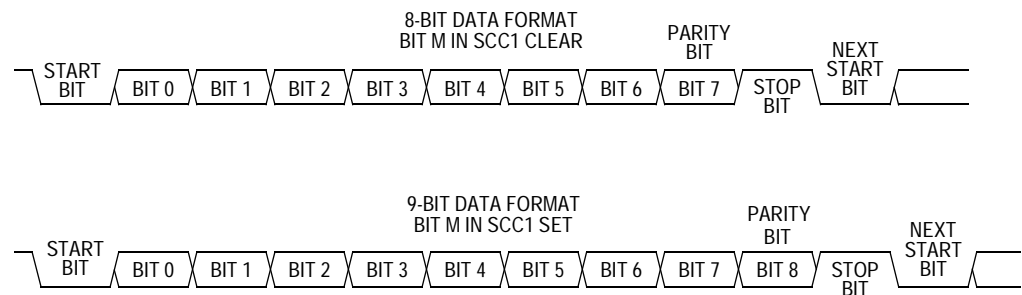 8-BIT DATA FORMAT
BIT M IN SCC1 CLEAR
PARITY
BIT
NEXT
START
BIT
START
BIT
BIT 0
BIT 1
BIT 2
BIT 3
BIT 4
BIT 5
BIT 6
BIT 7
STOP
BIT
9-BIT DATA FORMAT
BIT M IN SCC1 SET
PARITY
BIT
NEXT
START
BIT
START
BIT
BIT 0
BIT 1
BIT 2
BIT 3
BIT 4
BIT 5
BIT 6
BIT 7
BIT 8
STOP
BIT